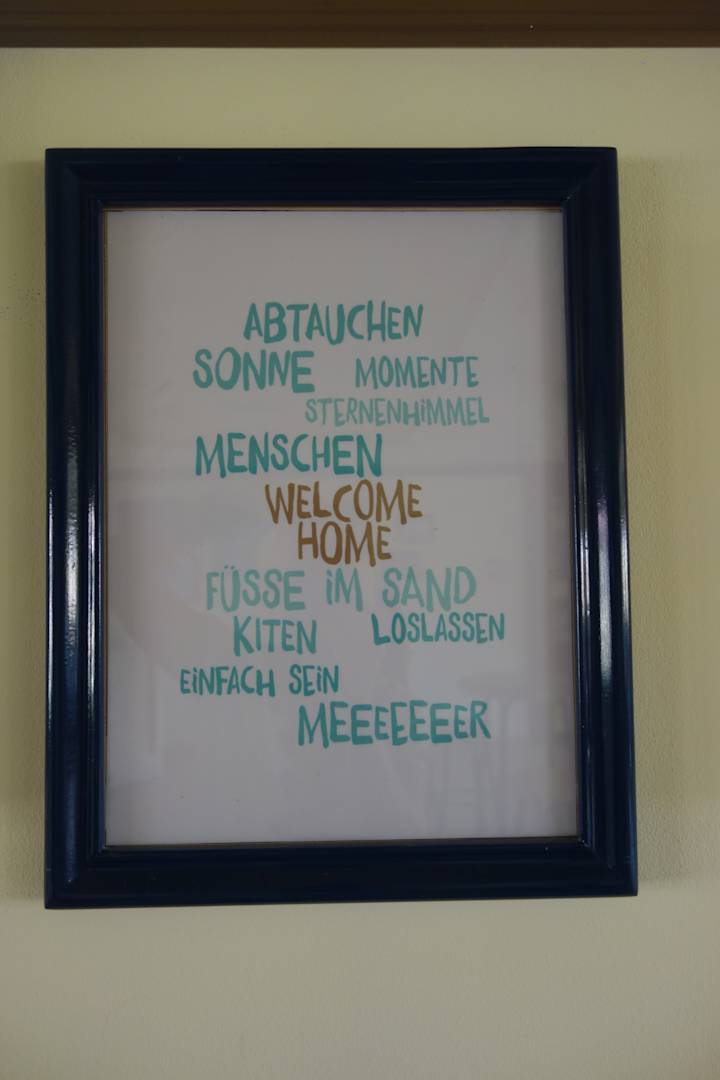 ABTAUCHEN
SONNE MOMENTE
STERNENHiMMEL
MENSCHEN
WELCOME
HOME
FÜSSE iM SAND
KITEN LOSLASSEN
EiNFACH SEiN
MEEEEEEER